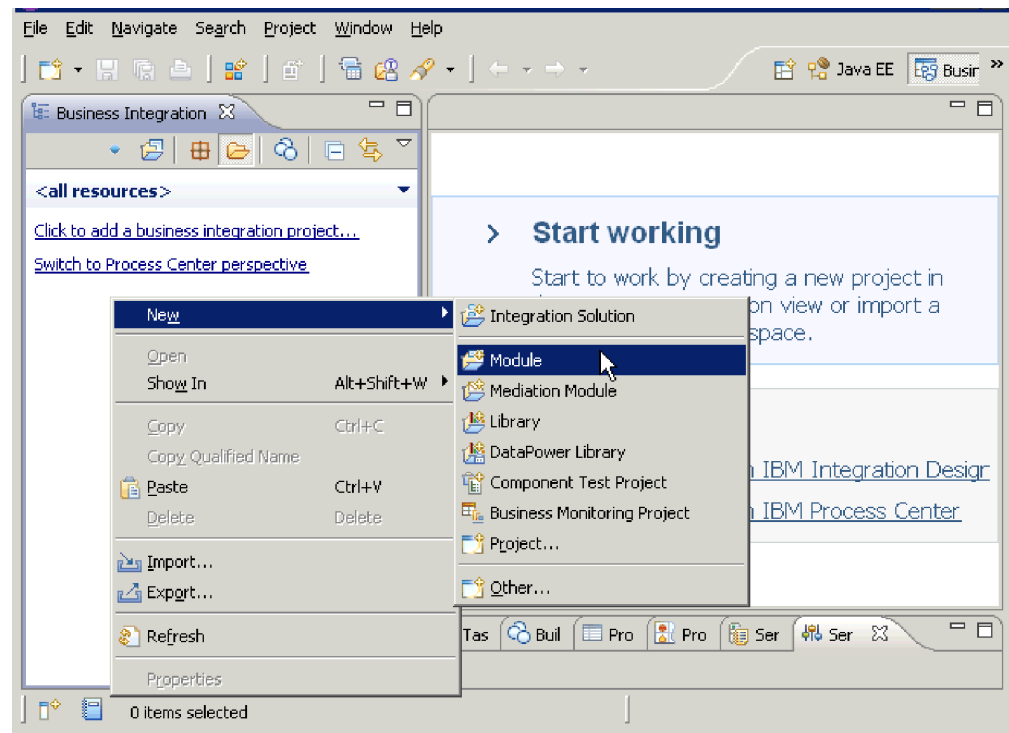 File Edit Navigate Search Project Window Help
Java EE Busir »
Business Integration
<all resources>
Click to add a business integration project...
Switch to Process Center perspective
Start working
Start to work by creating a new project in
on view or import a
space.
IBM Integration Design
IBM Process Center
New
Open
Show In Alt+Shift+W
Copy Ctrl+C
Copy Qualified Name
Paste Ctrl+V
Delete Delete
Import...
Export...
Refresh
Properties
Integration Solution
Module
Mediation Module
Library
DataPower Library
Component Test Project
Business Monitoring Project
Project...
Other...
Tas Buil Pro Pro Ser Ser
0 items selected